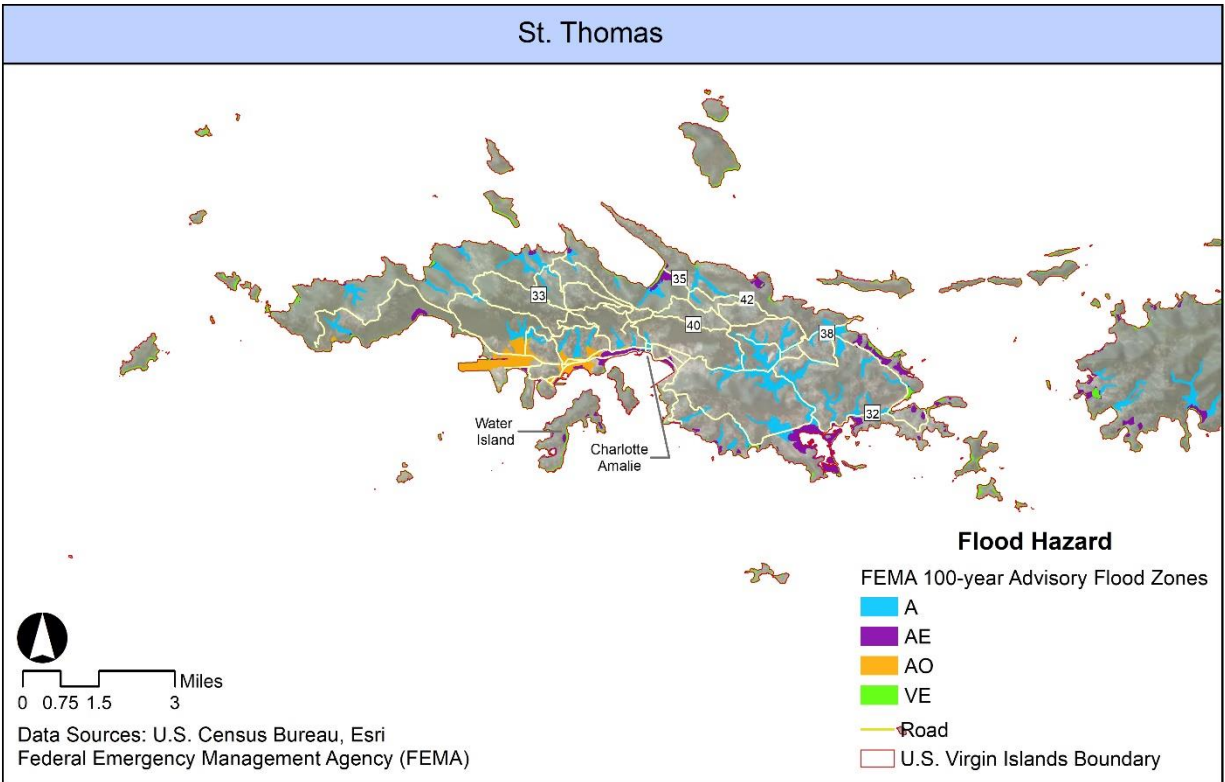 St. Thomas
35
33
42
40
38
32
Water
Island
Charlotte
Amalie
Flood Hazard
FEMA 100-year Advisory Flood Zones
A
AE
AO
VE
Road
U.S. Virgin Islands Boundary
Miles
0 0.75 1.5 3
Data Sources: U.S. Census Bureau, Esri
Federal Emergency Management Agency (FEMA)